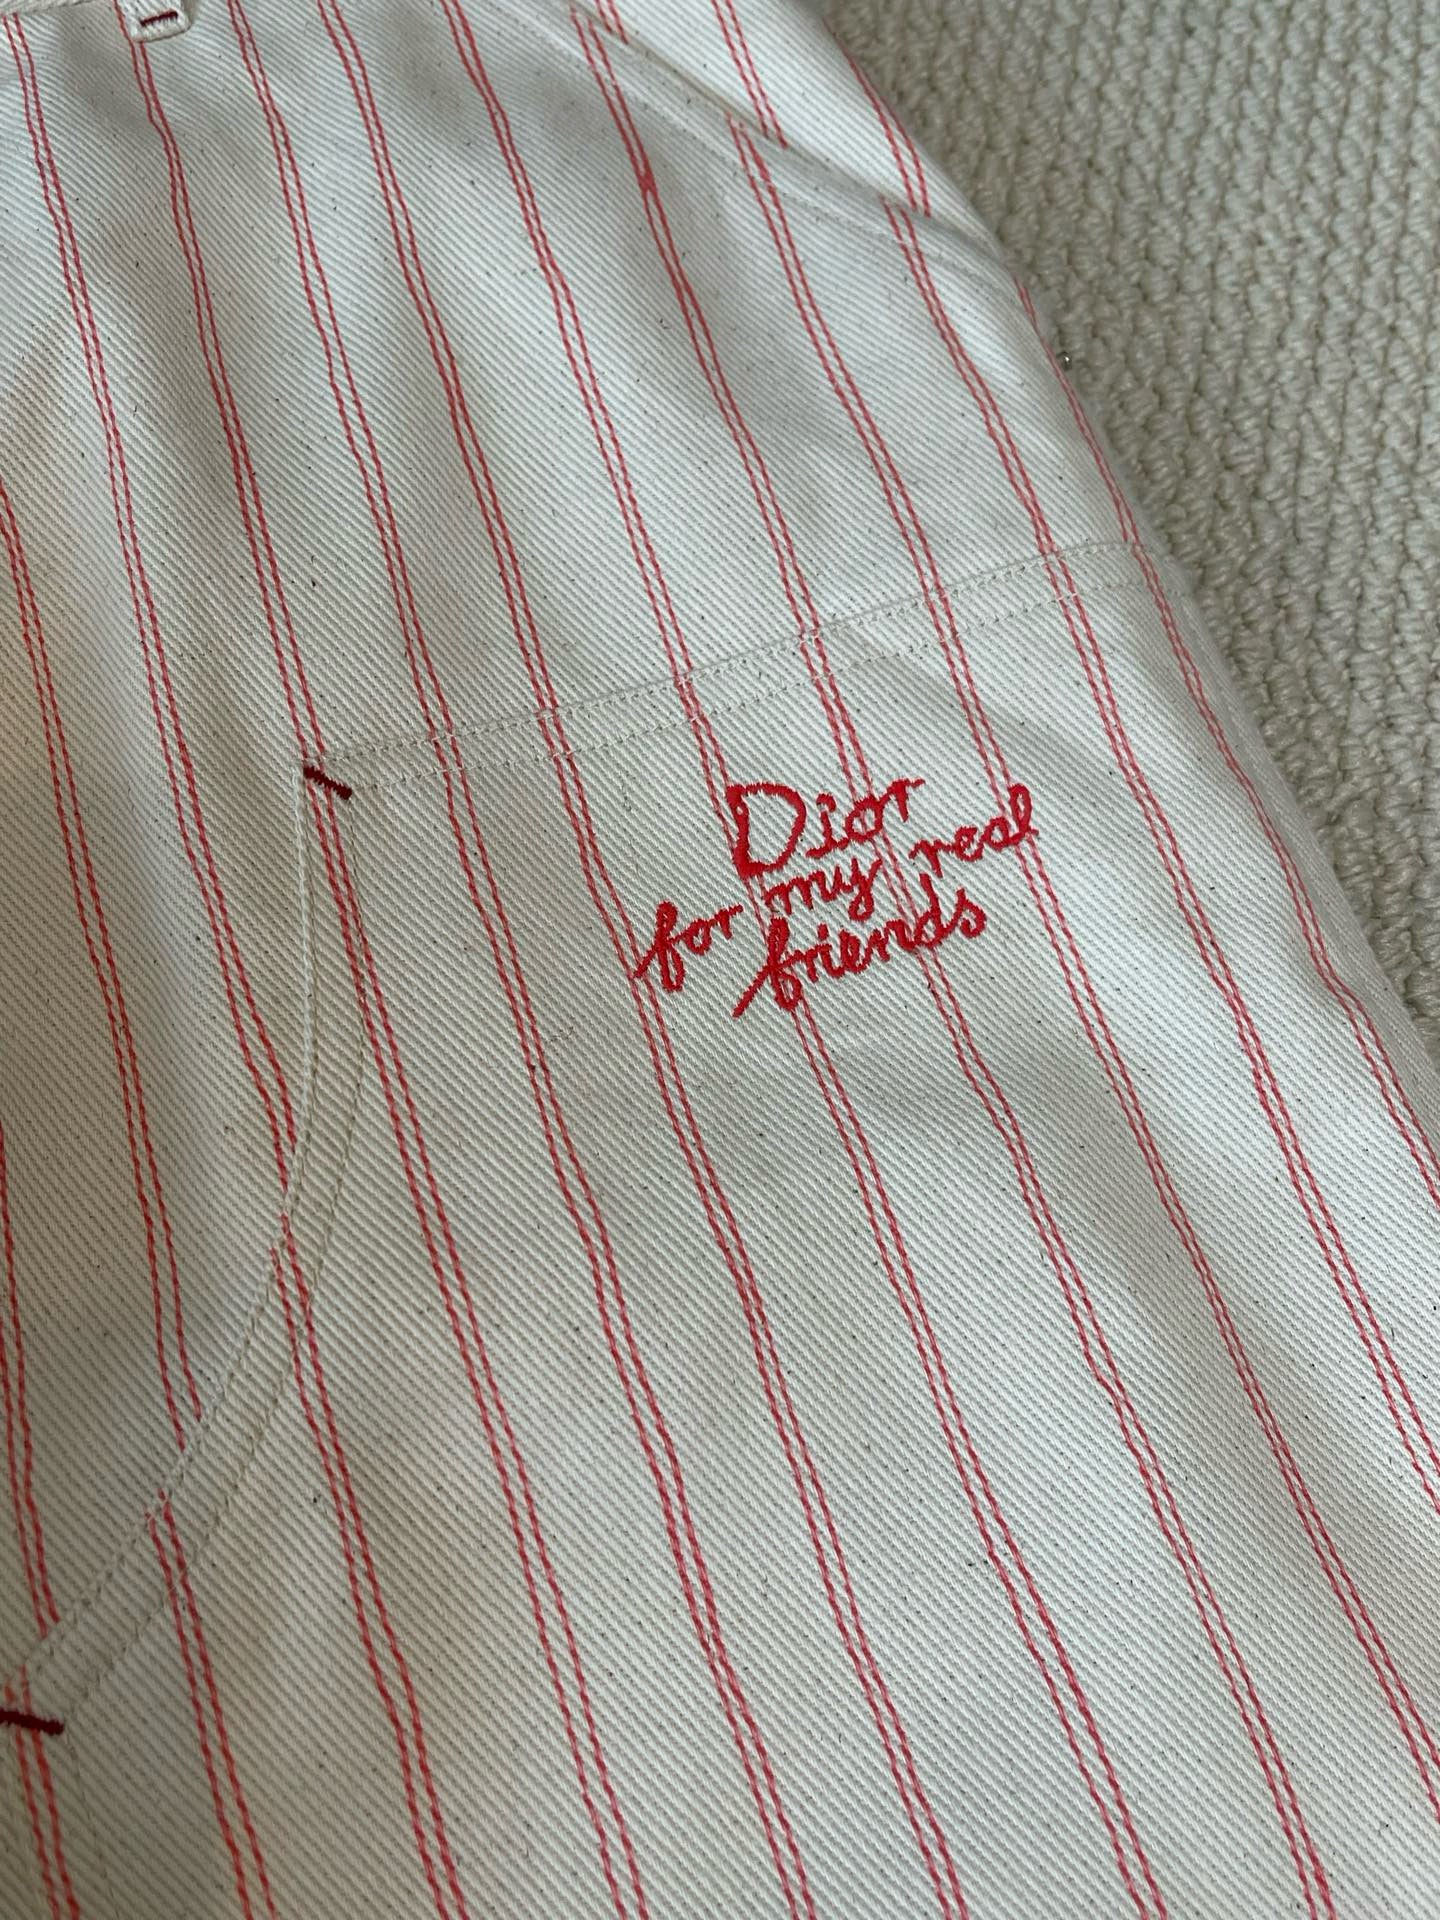 Dior
for my real
friends